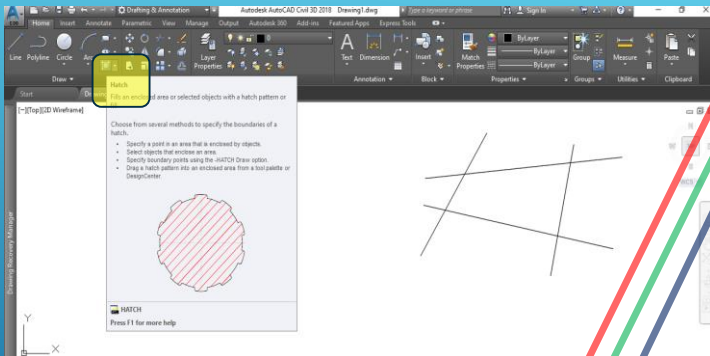 Drafting & Annotation
Autodesk AutoCAD Civil 3D 2018 Drawing1.dwg
Type a keyword or phrase
Sign In
Home Insert Annotate Parametric View Manage Output Autodesk 360 Add-ins Featured Apps Express Tools
Line Polyline Circle
Layer Properties
Text Dimension
Insert
Match Properties
ByLayer
ByLayer
ByLayer
Group
Measure
Paste
Draw
Annotation
Block
Properties
Groups
Utilities
Clipboard
Start
[-][Top][2D Wireframe]
Hatch
Fills an enclosed area or selected objects with a hatch pattern or
Choose from several methods to specify the boundaries of a
hatch.
• Specify a point in an area that is enclosed by objects.
• Select objects that enclose an area.
• Specify boundary points using the -HATCH Draw option.
• Drag a hatch pattern into an enclosed area from a tool palette or
DesignCenter.
HATCH
Press F1 for more help
Drawing Recovery Manager
Y
X